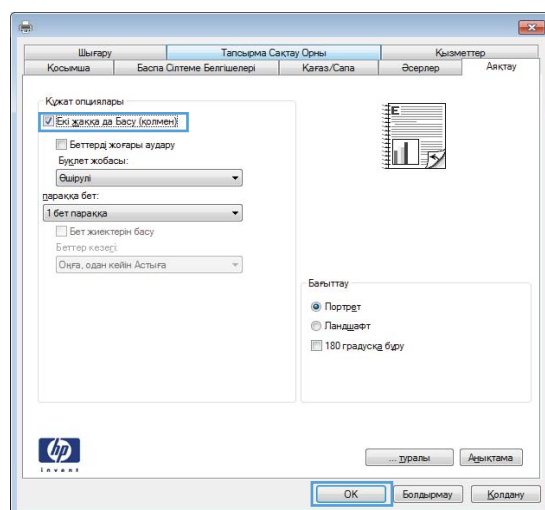 Шығару Тапсырма Сақтау Орны Қызметтер
Қосымша Баспа Сілтеме Белгішелері Қағаз/Сапа Әсерлер Аяқтау
Құжат опциялары
Екі жаққа да Басу (қолмен)
Беттерді жоғары аудару
Буклет жобасы:
Өшірулі
парақка бет:
1 бет параққа
Бет жиектерін басу
Беттер кезегі:
Оңға, одан кейін Астыға
E
Бағыттау
Портрет
Ландшафт
180 градусқа бұру
hp
invent
... туралы Анықтама
OK Болдырмау Қолдану